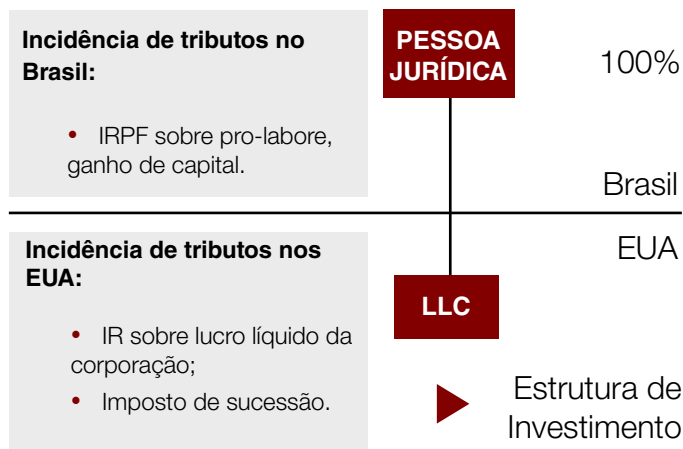 Incidência de tributos no
Brasil:
• IRPF sobre pro-labore,
ganho de capital.
PESSOA
JURÍDICA
100%
Brasil
Incidência de tributos nos
EUA:
• IR sobre lucro líquido da
corporação;
• Imposto de sucessão.
EUA
LLC
Estrutura de
Investimento